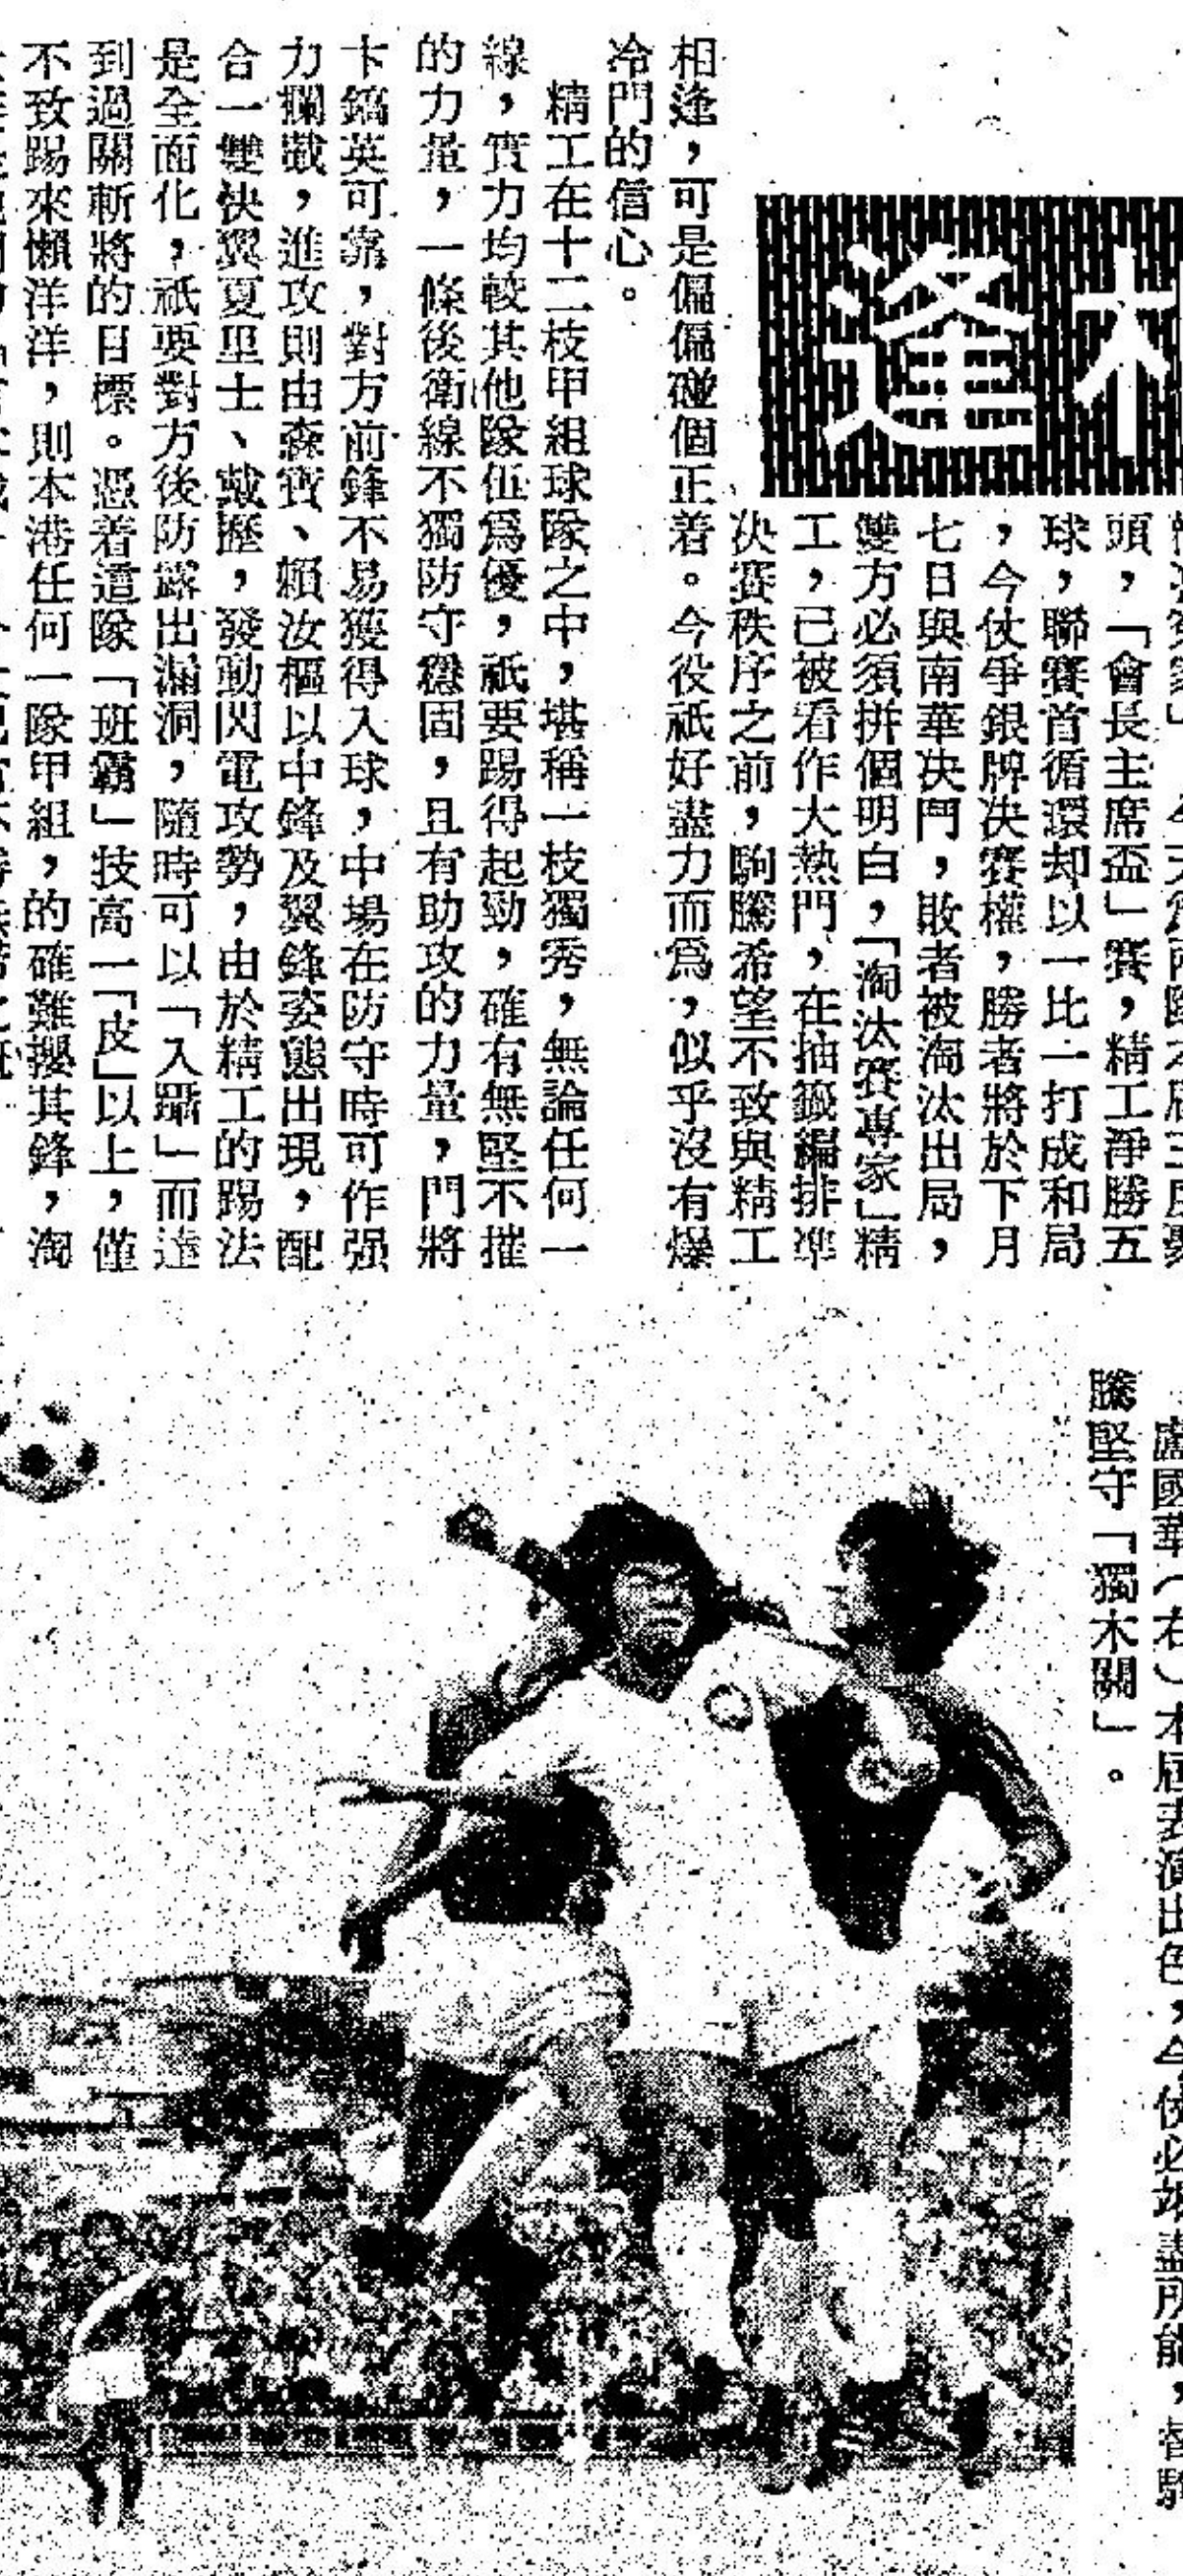 逢
頭，「會長主席盃」賽，精工淨勝五
球，聯賽首循環却以一比一打成和局
，今仗爭銀牌决賽權，勝者將於下月
七日與南華决鬥，敗者被淘汰出局，
雙方必須拼個明白，「淘汰賽專家」精
工，已被看作大熱門，在抽籤編排準
决賽秩序之前，駒騰希望不致與精工
相逢，可是偏偏碰個正着。今役祇好盡力而爲，似乎沒有爆
冷門的信心。
精工在十二枝甲組球隊之中，堪稱一枝獨秀，無論任何一
線，實力均較其他隊伍爲優，祇要踢得起勁，確有無堅不摧
的力量，一條後衛線不獨防守穩固，且有助攻的力量，門將
卡鑴英可靠，對方前鋒不易獲得入球，中場在防守時可作强
力攔截，進攻則由森寶、賴汝樞以中鋒及翼鋒姿態出現，配
合一雙快翼夏里士、戴歷，發動閃電攻勢，由於精工的踢法
是全面化，祇要對方後防露出漏洞，隨時可以「入躡」而達
到過關斬將的目標。憑着這隊「班霸」技高一「皮」以上，僅
不致踢來懶洋洋，則本港任何一隊甲組，的確難攖其鋒，淘
盧國華（右）本屆表演出色，今仗必竭盡所能，替駒
騰堅守「獨木關」。